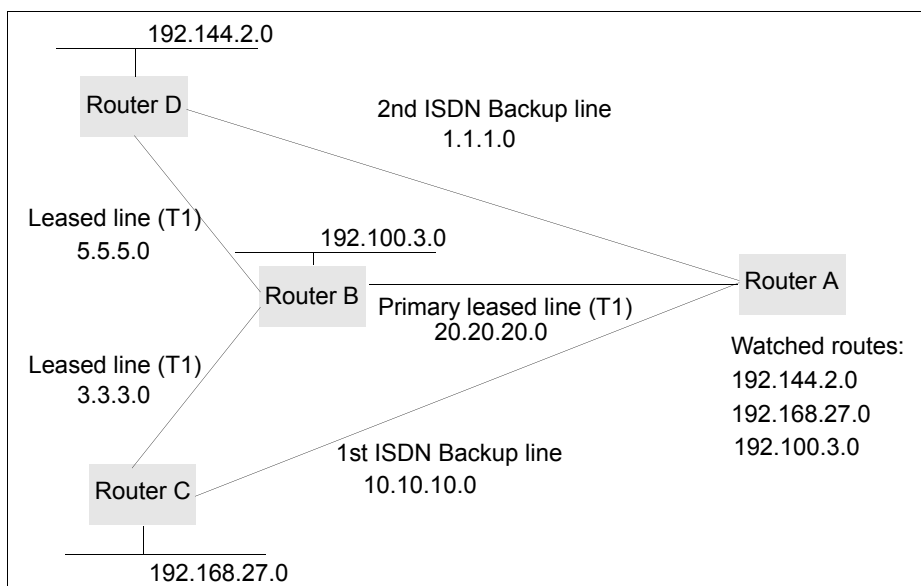 192.144.2.0
Router D
2nd ISDN Backup line
1.1.1.0
Leased line (T1)
5.5.5.0
192.100.3.0
Router B
Router A
Primary leased line (T1)
20.20.20.0
Watched routes:
192.144.2.0
192.168.27.0
192.100.3.0
Leased line (T1)
3.3.3.0
1st ISDN Backup line
10.10.10.0
Router C
192.168.27.0